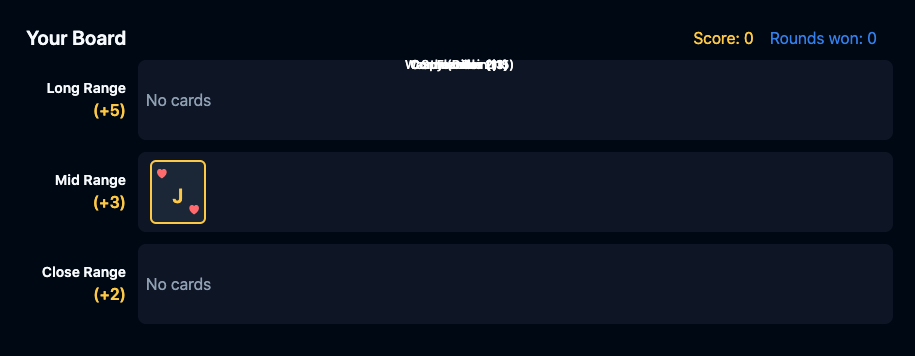 Your Board
Score: 0 Rounds won: 0
Long Range
(+5)
No cards
Mid Range
(+3)
J
Close Range
(+2)
No cards